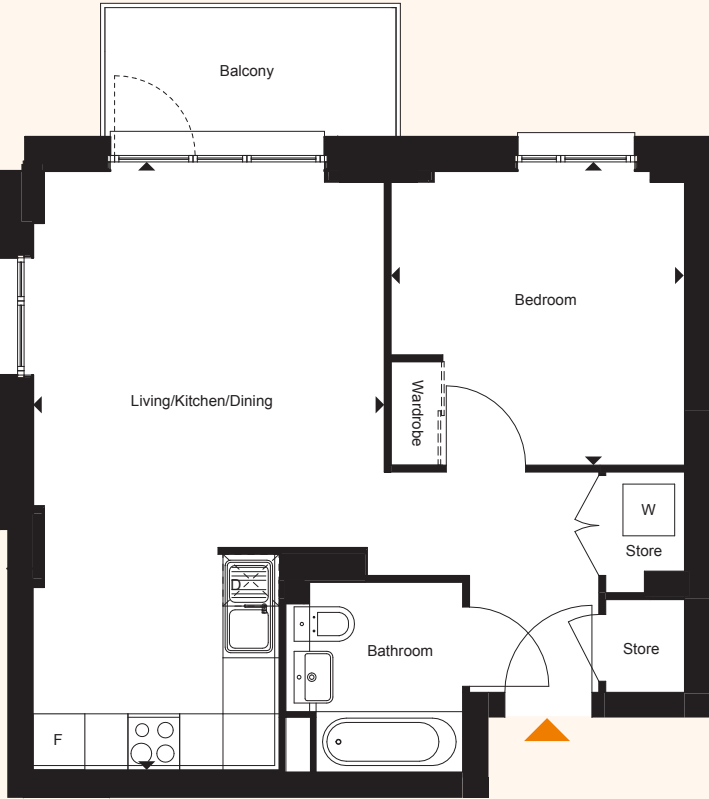 Balcony
Bedroom
Wardrobe
Living/Kitchen/Dining
W
Store
D
Bathroom
Store
F